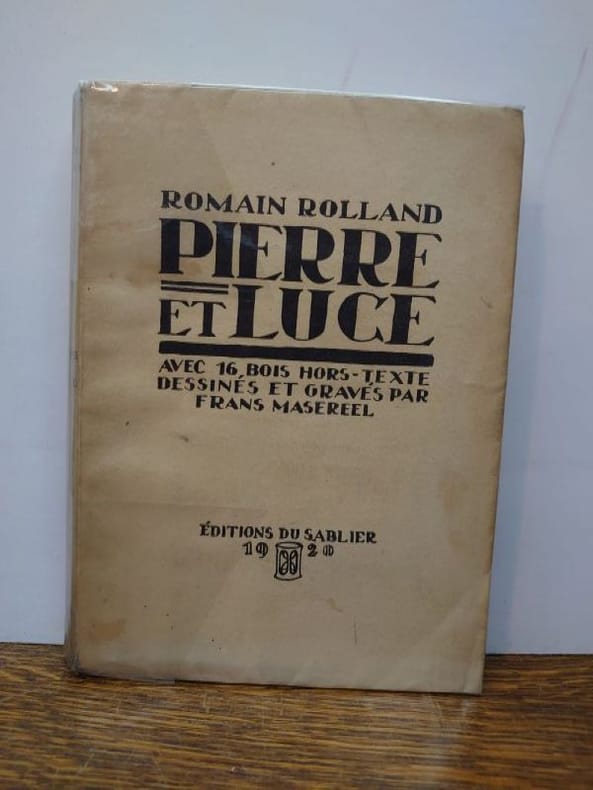 ROMAIN ROLLAND
PIERRE
ET LUCE
AVEC 16 BOIS HORS-TEXTE
DESSINÉS ET GRAVÉS PAR
FRANS MASEREEL
ÉDITIONS DU SABLIER
1920